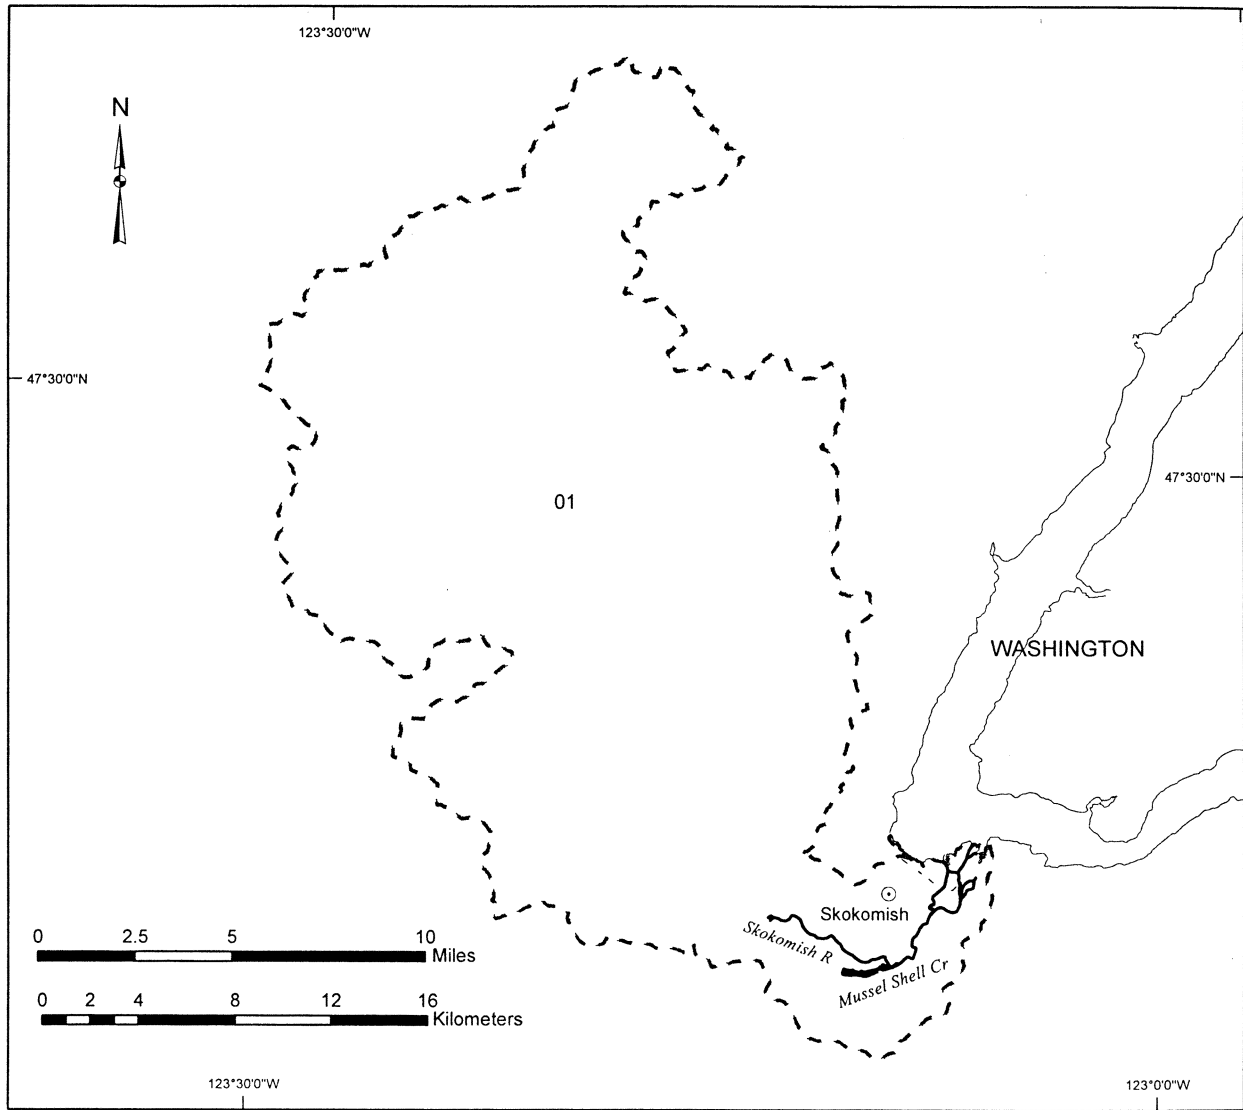 123°30'0"W
N
47°30'0"N
47°30'0"N
01
WASHINGTON
Skokomish
Skokomish R
Mussel Shell Cr
0 2.5 5 10
Miles
0 2 4 8 12 16
Kilometers
123°30'0"W
123°0'0"W